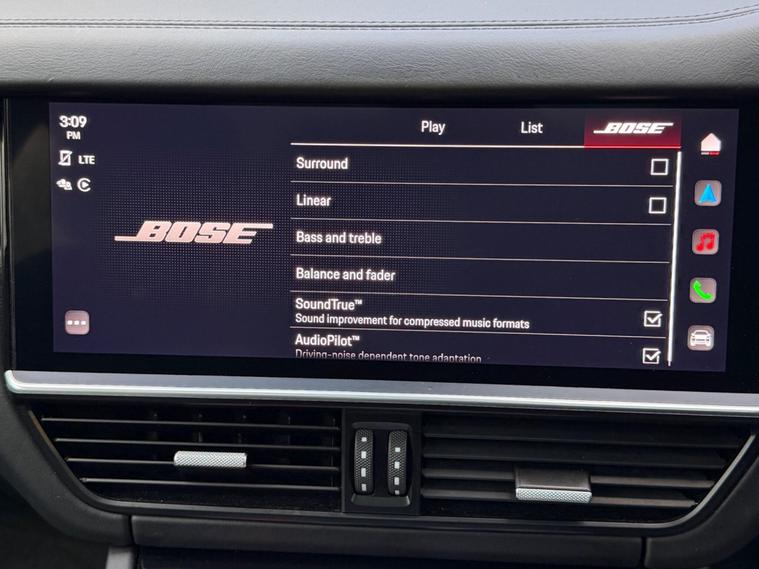 3:09
PM
LTE
Play
List
BOSE
BOSE
Surround
Linear
Bass and treble
Balance and fader
SoundTrue™
Sound improvement for compressed music formats
AudioPilot™
Driving-noise dependent tone adaptation